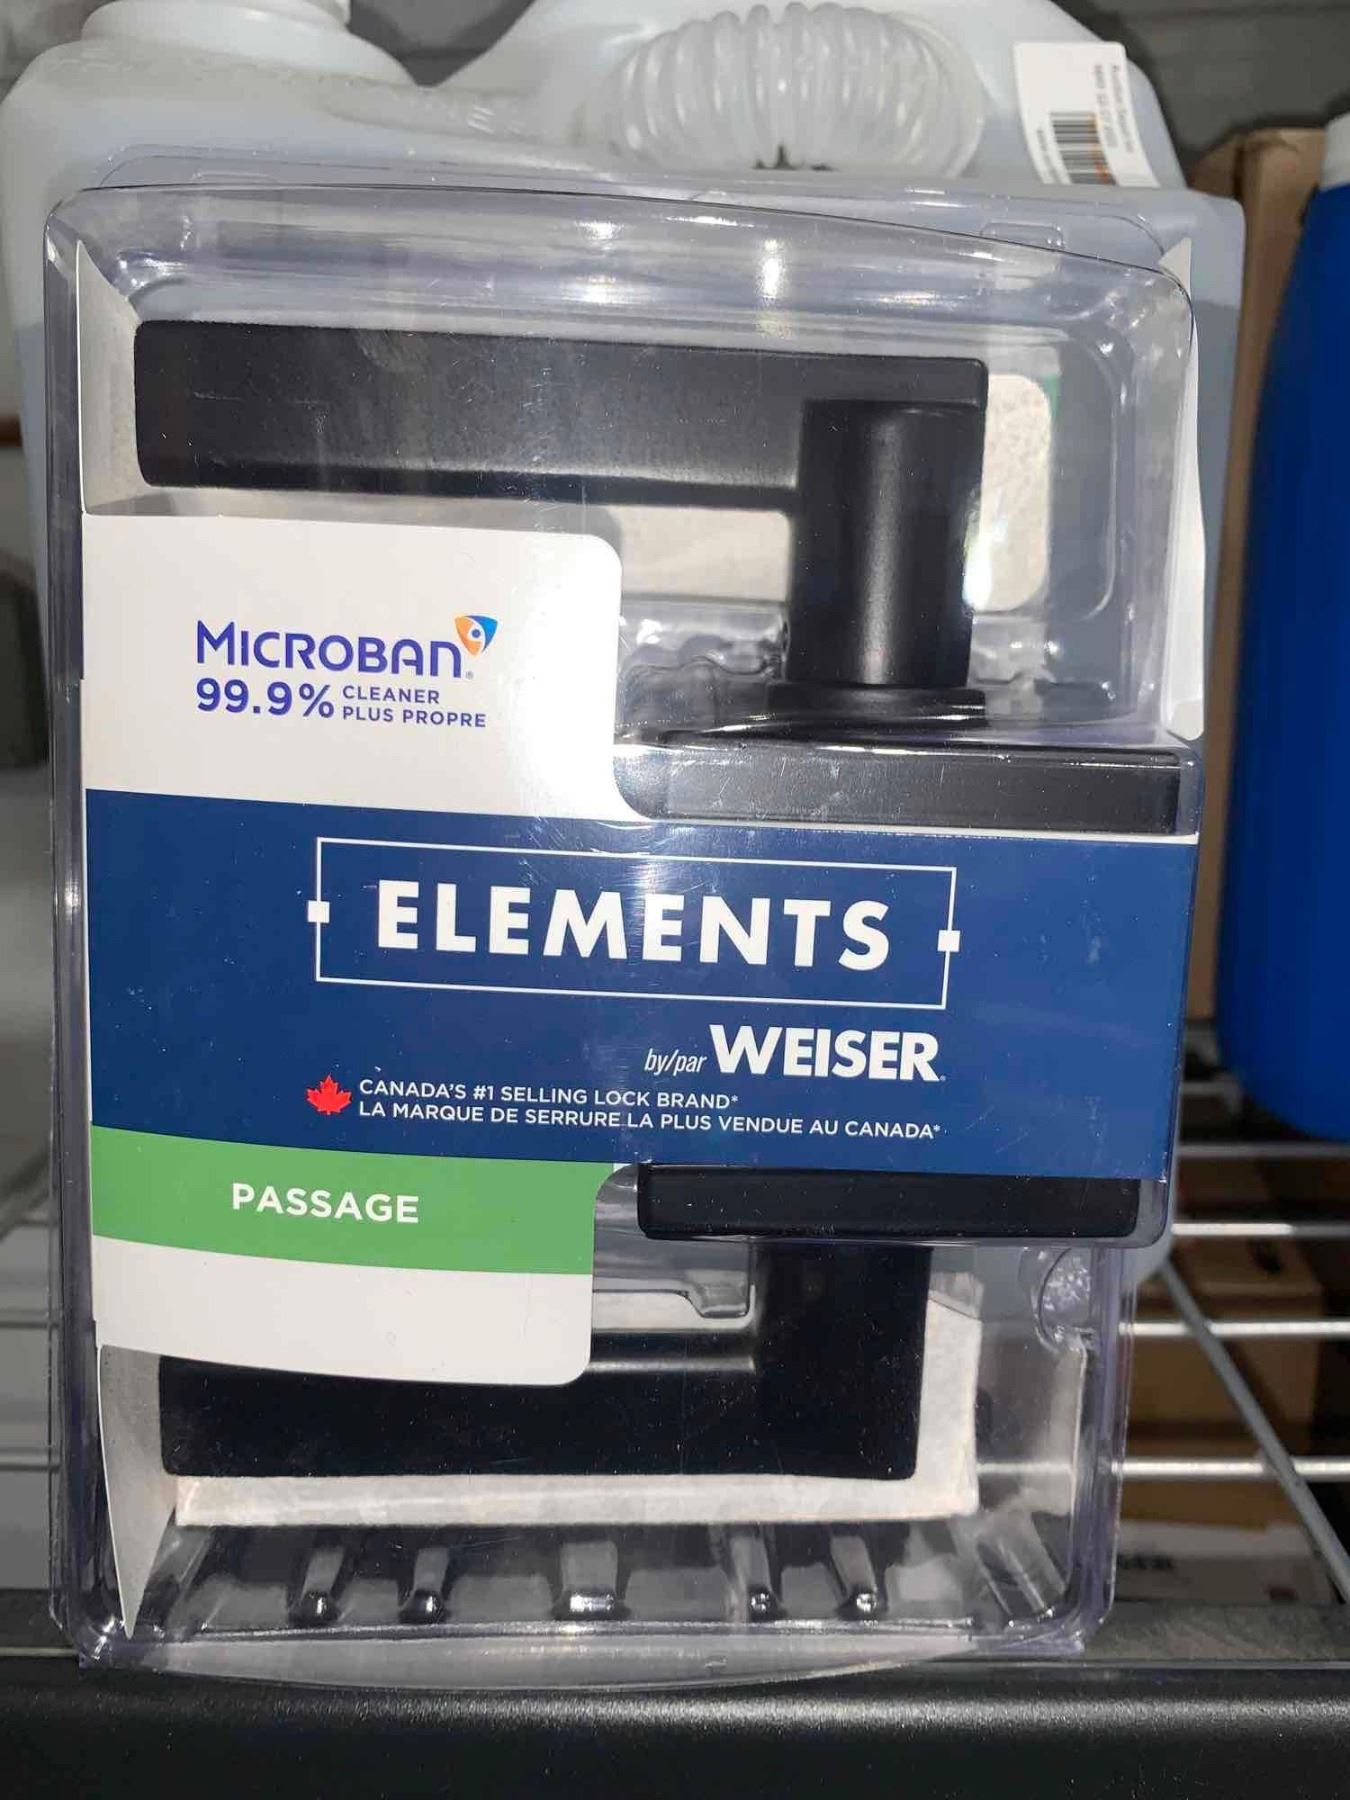 MICROBAN®
99.9% CLEANER
PLUS PROPRE
ELEMENTS
by/par WEISER®
CANADA'S #1 SELLING LOCK BRAND*
LA MARQUE DE SERRURE LA PLUS VENDUE AU CANADA*
PASSAGE